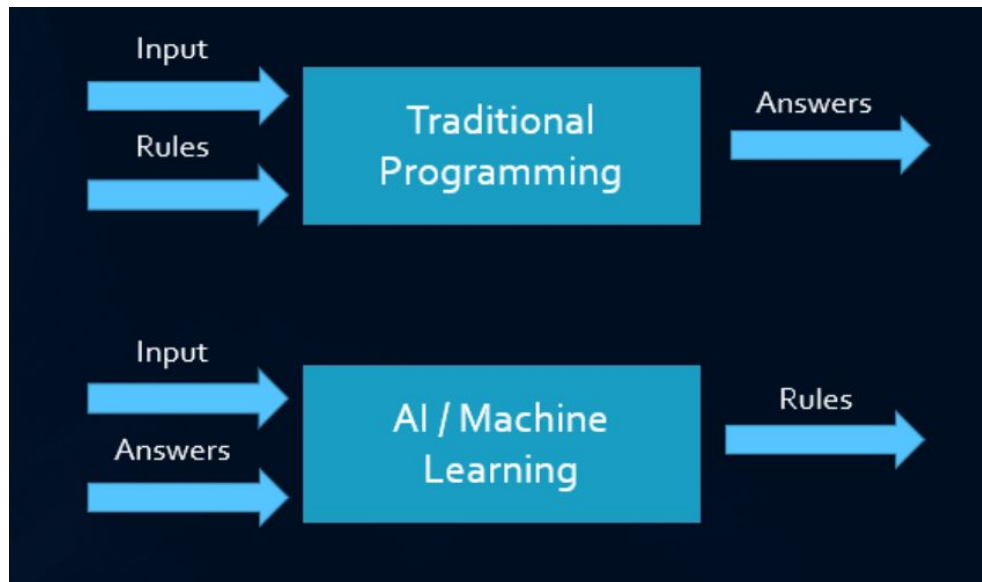 Input
Rules
Traditional
Programming
Answers
Input
Answers
AI / Machine
Learning
Rules